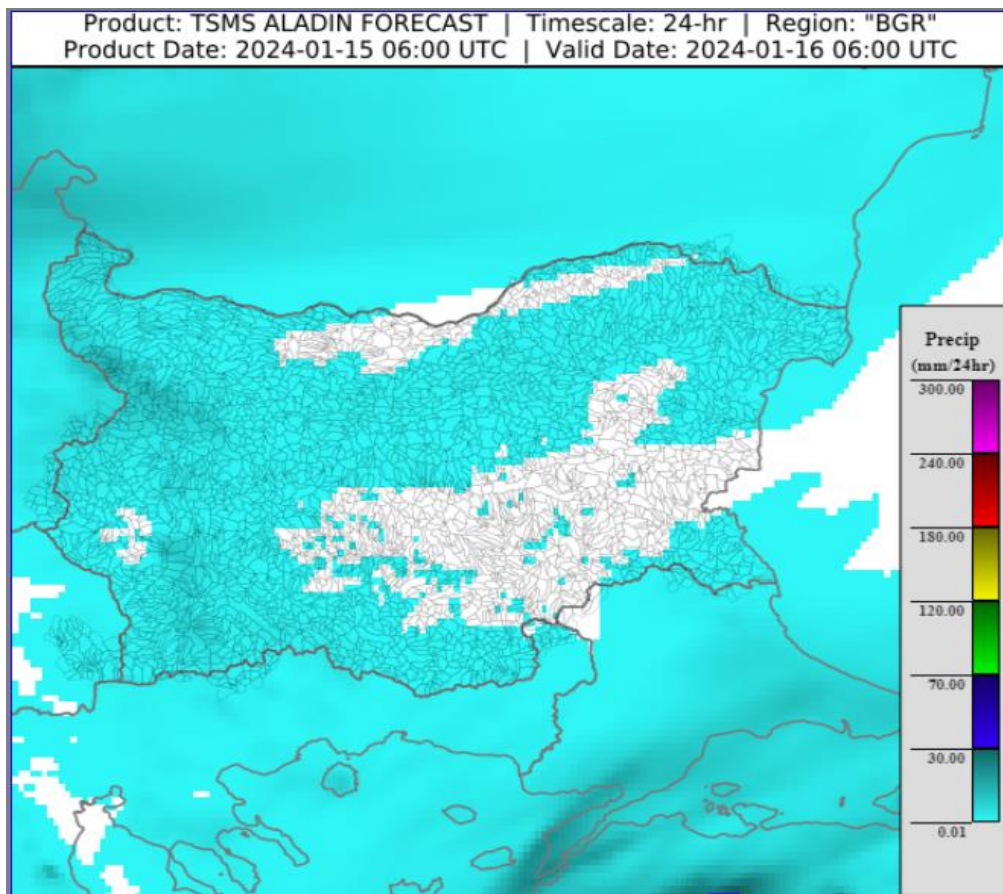 Product: TSMS ALADIN FORECAST | Timescale: 24-hr | Region: "BGR"
Product Date: 2024-01-15 06:00 UTC | Valid Date: 2024-01-16 06:00 UTC
Precip
(mm/24hr)
300.00
240.00
180.00
120.00
70.00
30.00
0.01